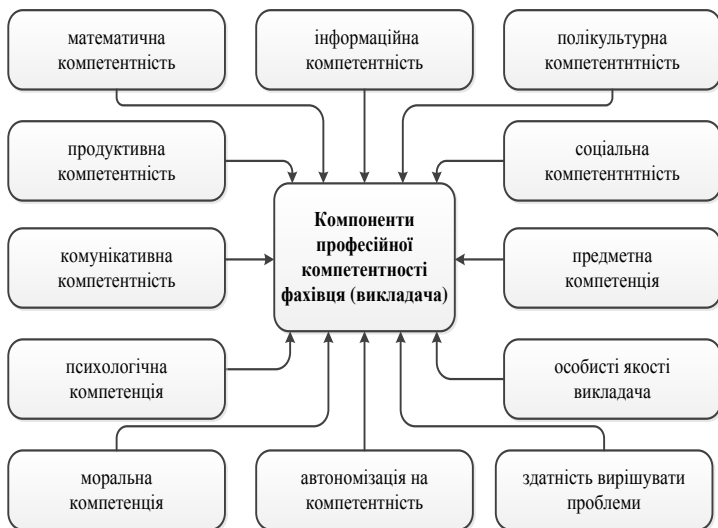 математична
компетентність
інформаційна
компетентність
полікультурна
компетентнтність
продуктивна
компетентність
соціальна
компетентнтність
Компоненти
професійної
компетентності
фахівця (викладача)
комунікативна
компетентність
предметна
компетенція
психологічна
компетенція
особисті якості
викладача
моральна
компетенція
автономізація на
компетентність
здатність вирішувати
проблеми